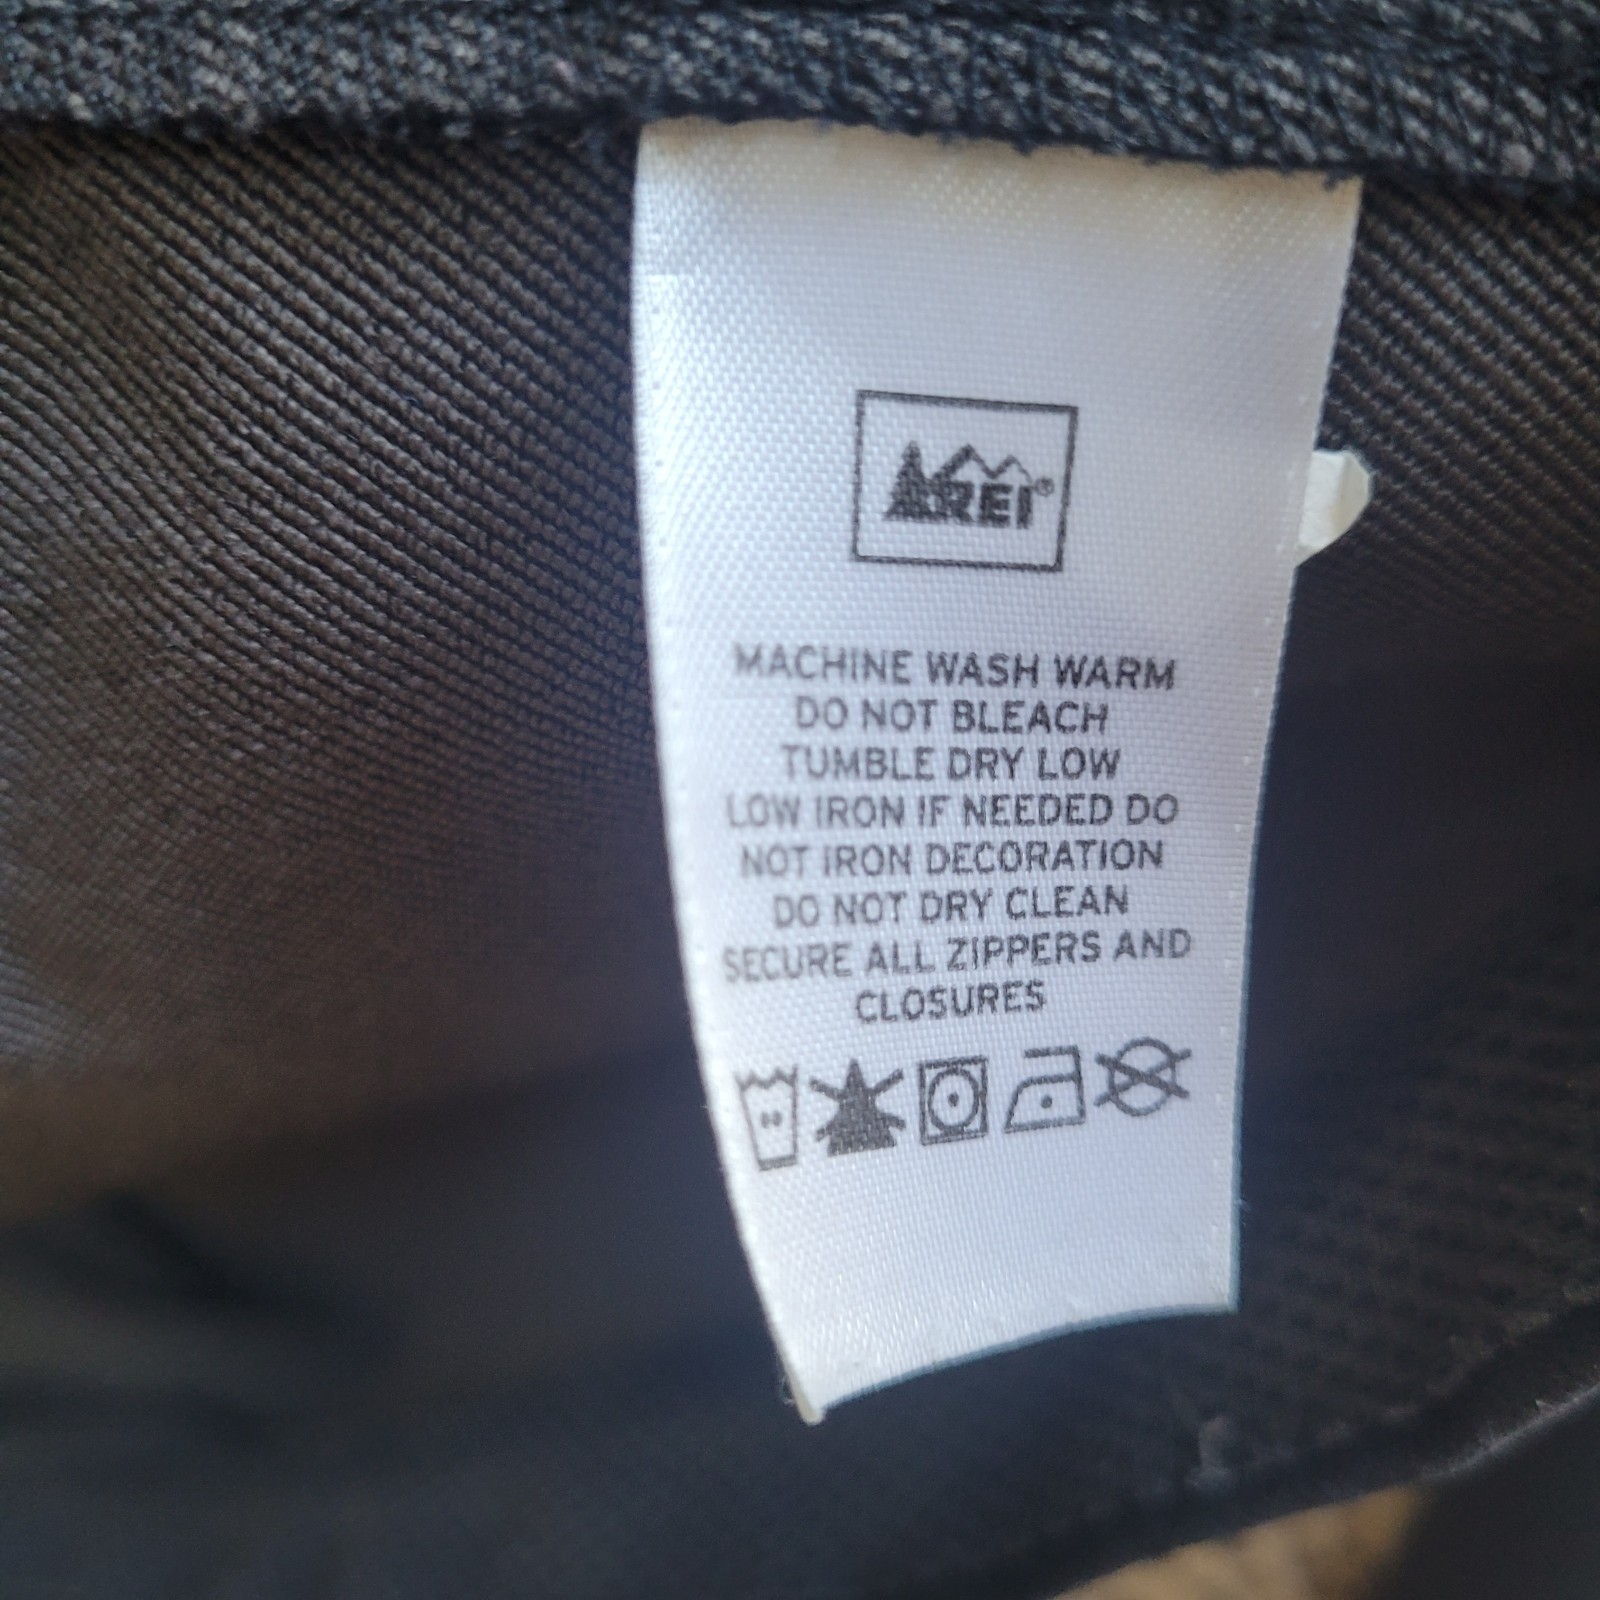 REI®
MACHINE WASH WARM
DO NOT BLEACH
TUMBLE DRY LOW
LOW IRON IF NEEDED DO
NOT IRON DECORATION
DO NOT DRY CLEAN
SECURE ALL ZIPPERS AND
CLOSURES